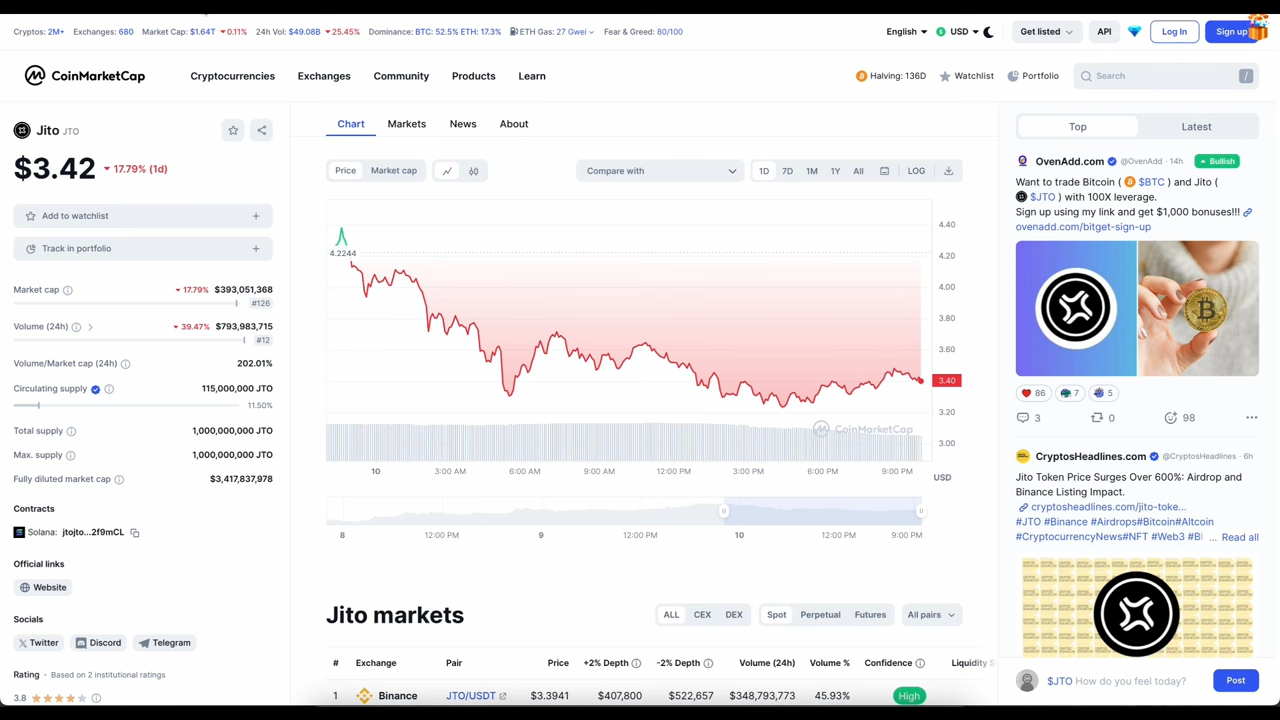 Cryptos: 2M+ Exchanges: 680 Market Cap: $1.64T 0.11% 24h Vol: $49.08B 25.45% Dominance: BTC: 52.5% ETH: 17.3% ETH Gas: 27 Gwei Fear & Greed: 80/100 English USD Get listed API Log In Sign up
CoinMarketCap Cryptocurrencies Exchanges Community Products Learn Halving: 136D Watchlist Portfolio Search /
Jito JTO
$3.42 17.79% (1d)
Add to watchlist +
Track in portfolio +
Market cap 17.79% $393,051,368
#126
Volume (24h) 39.47% $793,983,715
#12
Volume/Market cap (24h) 202.01%
Circulating supply 115,000,000 JTO
11.50%
Total supply 1,000,000,000 JTO
Max. supply 1,000,000,000 JTO
Fully diluted market cap $3,417,837,978
Contracts
Solana: jtojto...2f9mCL
Official links
Website
Socials
Twitter Discord Telegram
Rating · Based on 2 institutional ratings
3.8
Chart Markets News About
Price Market cap Compare with 1D 7D 1M 1Y All LOG
4.2244
4.40
4.20
4.00
3.80
3.60
3.40
3.20
3.00
CoinMarketCap
10 3:00 AM 6:00 AM 9:00 AM 12:00 PM 3:00 PM 6:00 PM 9:00 PM
USD
8 12:00 PM 9 12:00 PM 10 12:00 PM 9:00 PM
Jito markets ALL CEX DEX Spot Perpetual Futures All pairs
# Exchange Pair Price +2% Depth -2% Depth Volume (24h) Volume % Confidence Liquidity
1 Binance JTO/USDT $3.3941 $407,800 $522,657 $346,793,773 45.93% High
Top Latest
OvenAdd.com @OvenAdd · 14h Bullish
Want to trade Bitcoin ( $BTC ) and Jito (
$JTO ) with 100X leverage.
Sign up using my link and get $1,000 bonuses!!!
ovenadd.com/bitget-sign-up
86 7 5
3 0 98
CryptosHeadlines.com @CryptosHeadlines · 6h
Jito Token Price Surges Over 600%: Airdrop and
Binance Listing Impact.
cryptosheadlines.com/jito-toke...
#JTO #Binance #Airdrops#Bitcoin#Altcoin
#CryptocurrencyNews#NFT #Web3 #Bl ... Read all
$JTO How do you feel today? Post